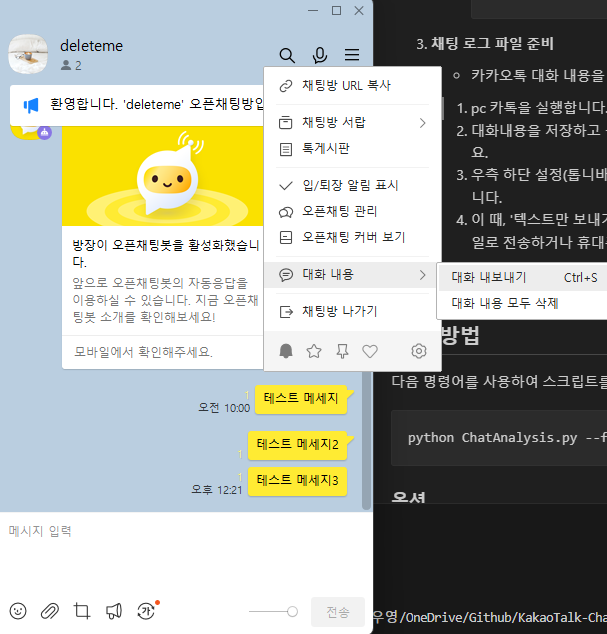 deleteme
2
환영합니다. 'deleteme' 오픈채팅방입
방장이 오픈채팅봇을 활성화했습니
다.
앞으로 오픈채팅봇의 자동응답을
이용하실 수 있습니다. 지금 오픈채
팅봇 소개를 확인해보세요!
모바일에서 확인해주세요.
1
오전 10:00
테스트 메세지
1
테스트 메세지2
1
오후 12:21
테스트 메세지3
메시지 입력
가
전송
채팅방 URL 복사
채팅방 서랍
톡게시판
입/퇴장 알림 표시
오픈채팅 관리
오픈채팅 커버 보기
대화 내용
채팅방 나가기
대화 내보내기 Ctrl+S
대화 내용 모두 삭제
3. 채팅 로그 파일 준비
카카오톡 대화 내용을
1. pc 카톡을 실행합니다.
2. 대화내용을 저장하고
요.
3. 우측 하단 설정(톱니바
니다.
4. 이 때, '텍스트만 보내기
일로 전송하거나 휴대
방법
다음 명령어를 사용하여 스크립트를
python ChatAnalysis.py --f
옵션
우영/OneDrive/Github/KakaoTalk-Cha